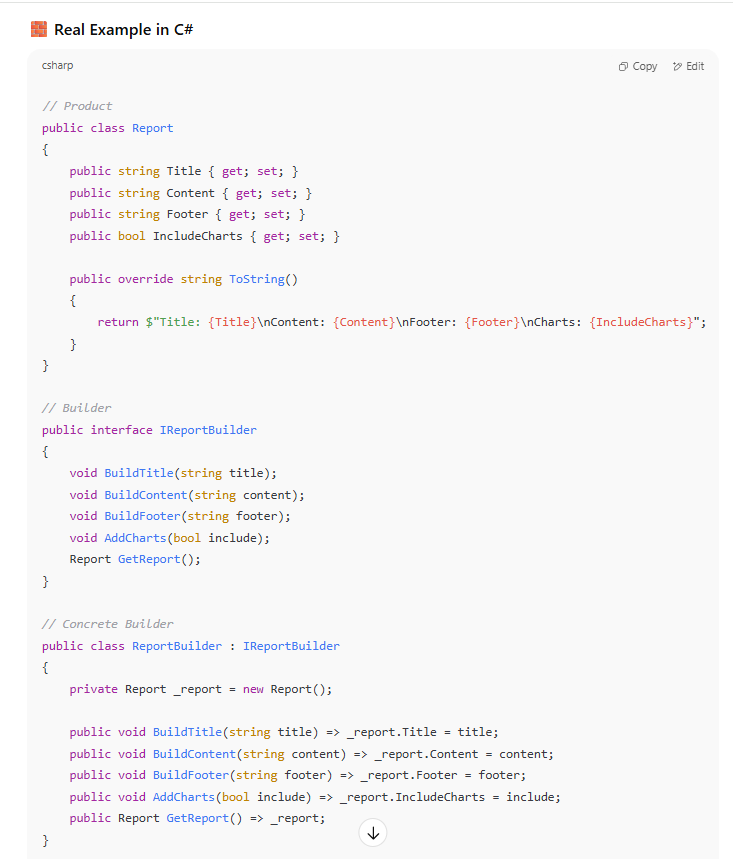 Real Example in C#
csharp
Copy
Edit
// Product
public class Report
{
    public string Title { get; set; }
    public string Content { get; set; }
    public string Footer { get; set; }
    public bool IncludeCharts { get; set; }

    public override string ToString()
    {
        return $"Title: {Title}\nContent: {Content}\nFooter: {Footer}\nCharts: {IncludeCharts}";
    }
}

// Builder
public interface IReportBuilder
{
    void BuildTitle(string title);
    void BuildContent(string content);
    void BuildFooter(string footer);
    void AddCharts(bool include);
    Report GetReport();
}

// Concrete Builder
public class ReportBuilder : IReportBuilder
{
    private Report _report = new Report();

    public void BuildTitle(string title) => _report.Title = title;
    public void BuildContent(string content) => _report.Content = content;
    public void BuildFooter(string footer) => _report.Footer = footer;
    public void AddCharts(bool include) => _report.IncludeCharts = include;
    public Report GetReport() => _report;
}